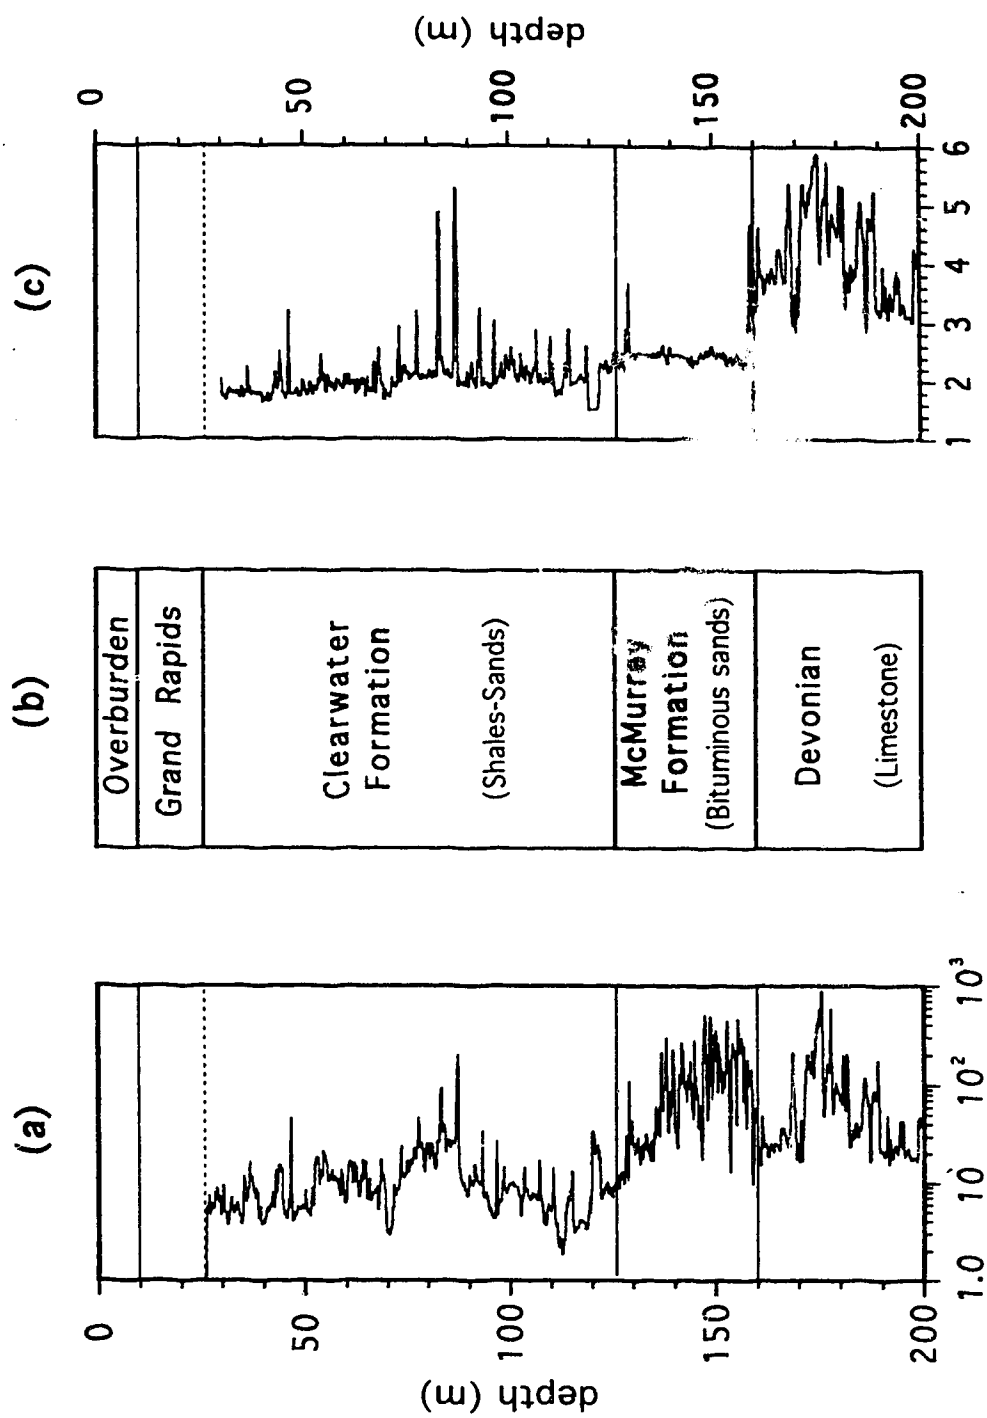 (a)
(b)
(c)
depth (m)
0
50
100
150
200
1.0
10
10²
10³
Overburden
Grand Rapids
Clearwater
Formation
(Shales-Sands)
McMurray
Formation
(Bituminous sands)
Devonian
(Limestone)
depth (m)
0
50
100
150
200
1
2
3
4
5
6